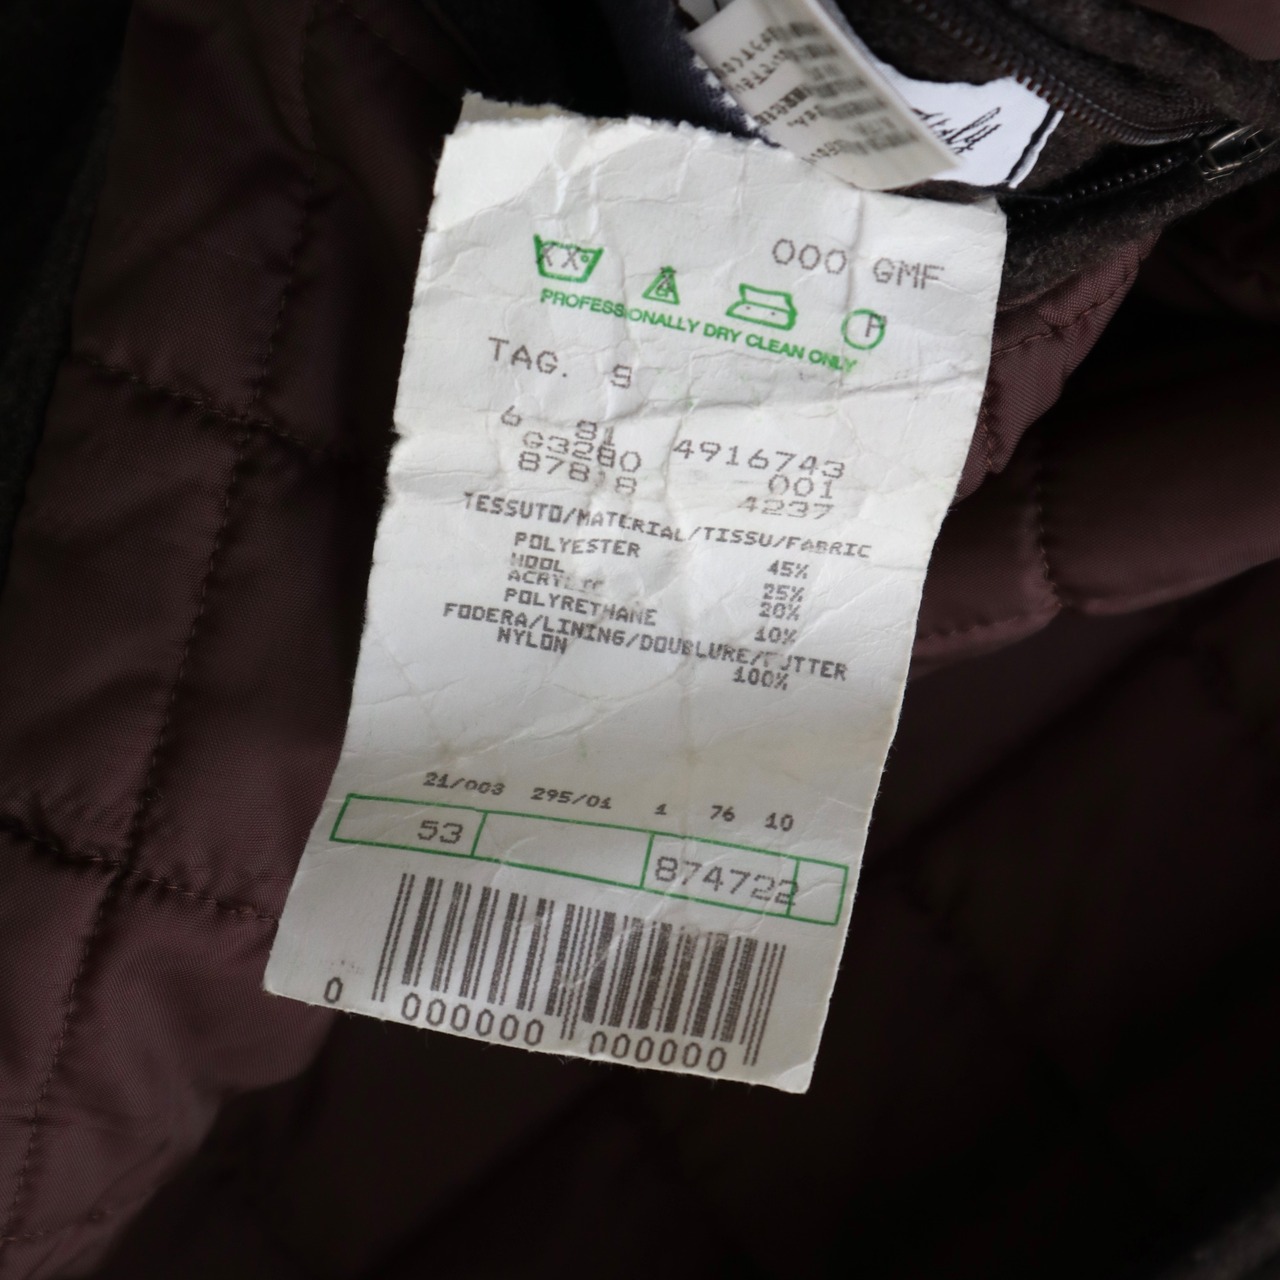 000 GMF
PROFESSIONALLY DRY CLEAN ONLY
TAG. S
6 81 4916743
G3280 001
87818 4237
TESSUTO/MATERIAL/TISSU/FABRIC
POLYESTER 45%
WOOL 25%
20%
POLYRETHANE 10%
FODERA/LINING/DOUBLURE/FUTTER
NYLON 100%
21/003 295/01 1 76 10
53 874722
0 000000 000000